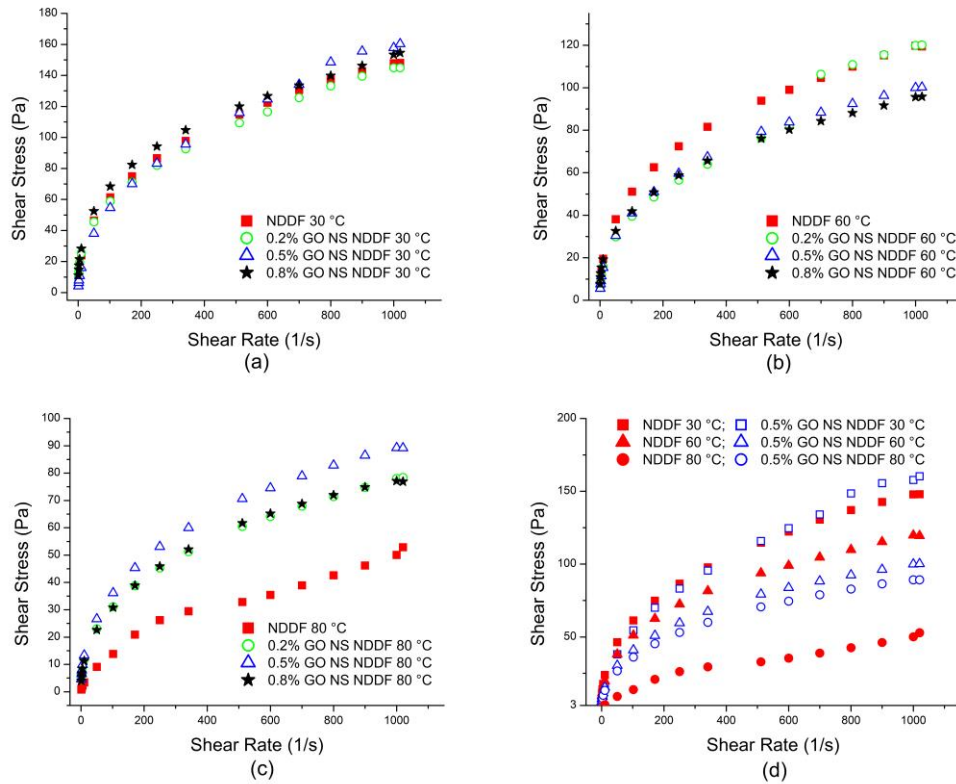 (a)
Shear Stress (Pa)
160
140
120
100
80
60
40
20
0
NDDF 30 °C
0.2% GO NS NDDF 30 °C
0.5% GO NS NDDF 30 °C
0.8% GO NS NDDF 30 °C
0 200 400 600 800 1000
Shear Rate (1/s)
(a)
(b)
Shear Stress (Pa)
120
100
80
60
40
20
0
NDDF 60 °C
0.2% GO NS NDDF 60 °C
0.5% GO NS NDDF 60 °C
0.8% GO NS NDDF 60 °C
0 200 400 600 800 1000
Shear Rate (1/s)
(b)
Shear Stress (Pa)
100
90
80
70
60
50
40
30
20
10
0
NDDF 80 °C
0.2% GO NS NDDF 80 °C
0.5% GO NS NDDF 80 °C
0.8% GO NS NDDF 80 °C
0 200 400 600 800 1000
Shear Rate (1/s)
(c)
Shear Stress (Pa)
200
150
100
50
3
NDDF 30 °C; 0.5% GO NS NDDF 30 °C
NDDF 60 °C; 0.5% GO NS NDDF 60 °C
NDDF 80 °C; 0.5% GO NS NDDF 80 °C
0 200 400 600 800 1000
Shear Rate (1/s)
(d)